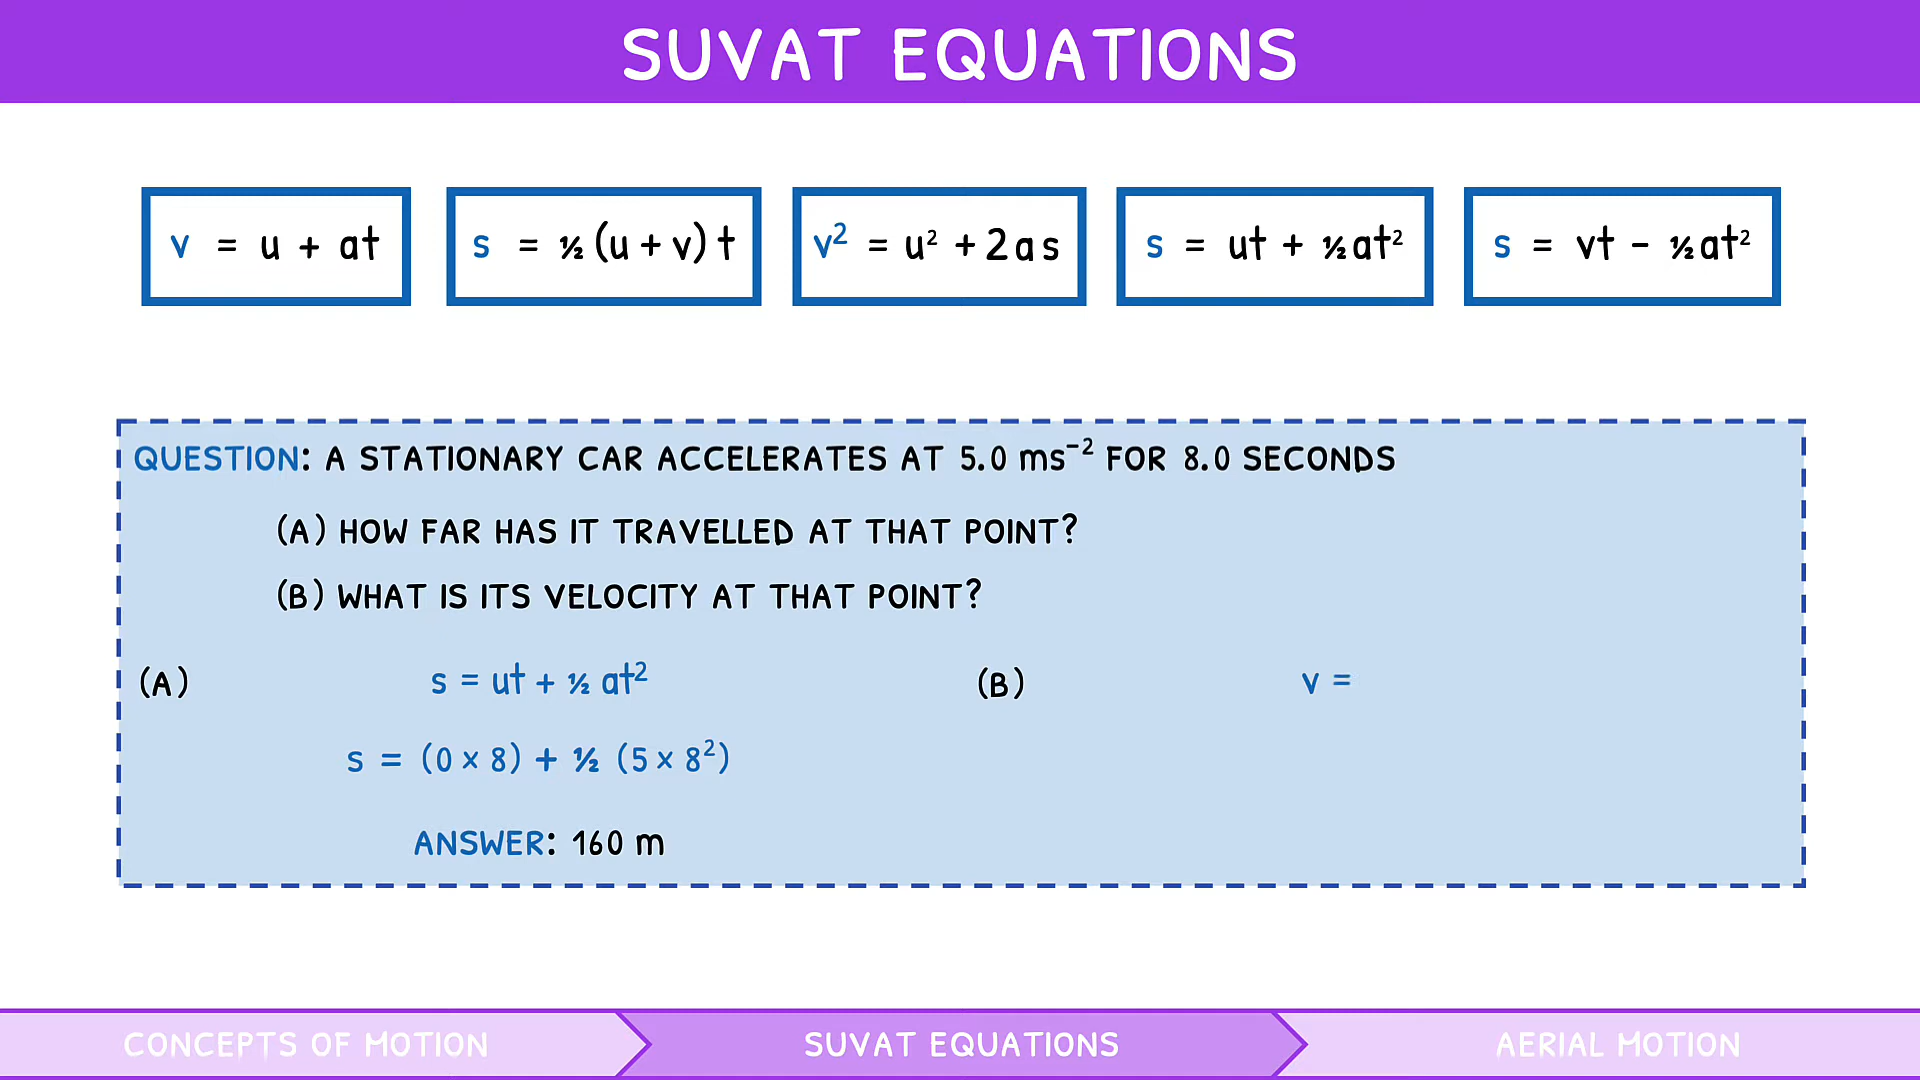 SUVAT EQUATIONS
v = u + at
s = ½ (u + v) t
v² = u² + 2as
s = ut + ½at²
s = vt − ½at²
QUESTION: A STATIONARY CAR ACCELERATES AT 5.0 ms⁻² FOR 8.0 SECONDS
(A) HOW FAR HAS IT TRAVELLED AT THAT POINT?
(B) WHAT IS ITS VELOCITY AT THAT POINT?
(A) s = ut + ½ at²
s = (0 × 8) + ½ (5 × 8²)
ANSWER: 160 m
(B) v =
CONCEPTS OF MOTION
SUVAT EQUATIONS
AERIAL MOTION